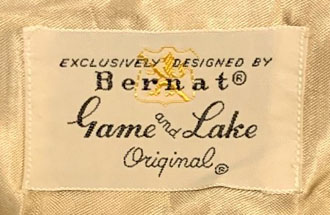 EXCLUSIVELY DESIGNED BY
Bernat®
Game and Lake
Original®